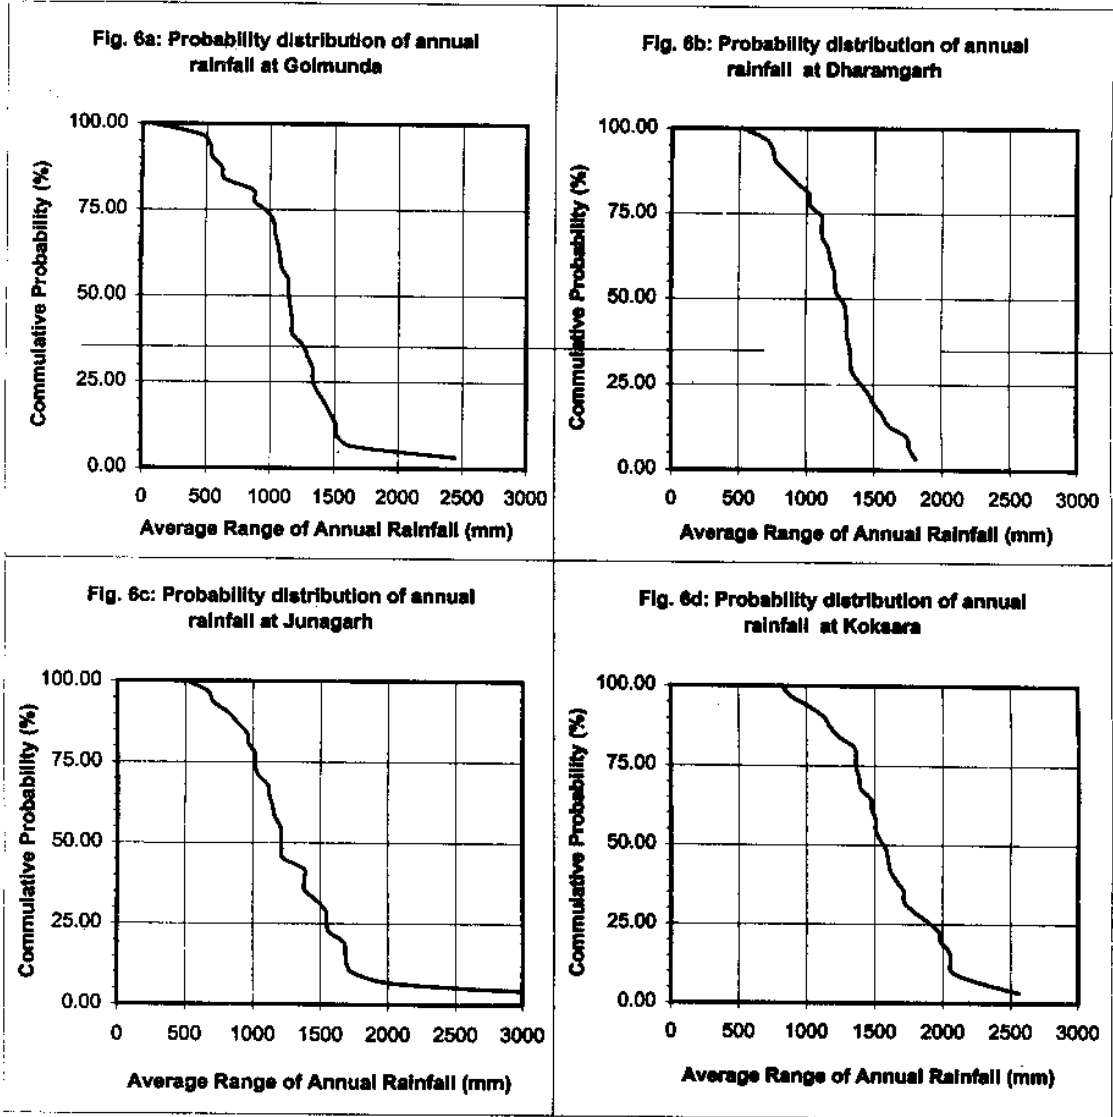 Fig. 6a: Probability distribution of annual
rainfall at Golmunda
Commulative Probability (%)
100.00
75.00
50.00
25.00
0.00
0 500 1000 1500 2000 2500 3000
Average Range of Annual Rainfall (mm)
Fig. 6b: Probability distribution of annual
rainfall at Dharamgarh
Commulative Probability (%)
100.00
75.00
50.00
25.00
0.00
0 500 1000 1500 2000 2500 3000
Average Range of Annual Rainfall (mm)
Fig. 6c: Probability distribution of annual
rainfall at Junagarh
Commulative Probability (%)
100.00
75.00
50.00
25.00
0.00
0 500 1000 1500 2000 2500 3000
Average Range of Annual Rainfall (mm)
Fig. 6d: Probability distribution of annual
rainfall at Koksara
Commulative Probability (%)
100.00
75.00
50.00
25.00
0.00
0 500 1000 1500 2000 2500 3000
Average Range of Annual Rainfall (mm)